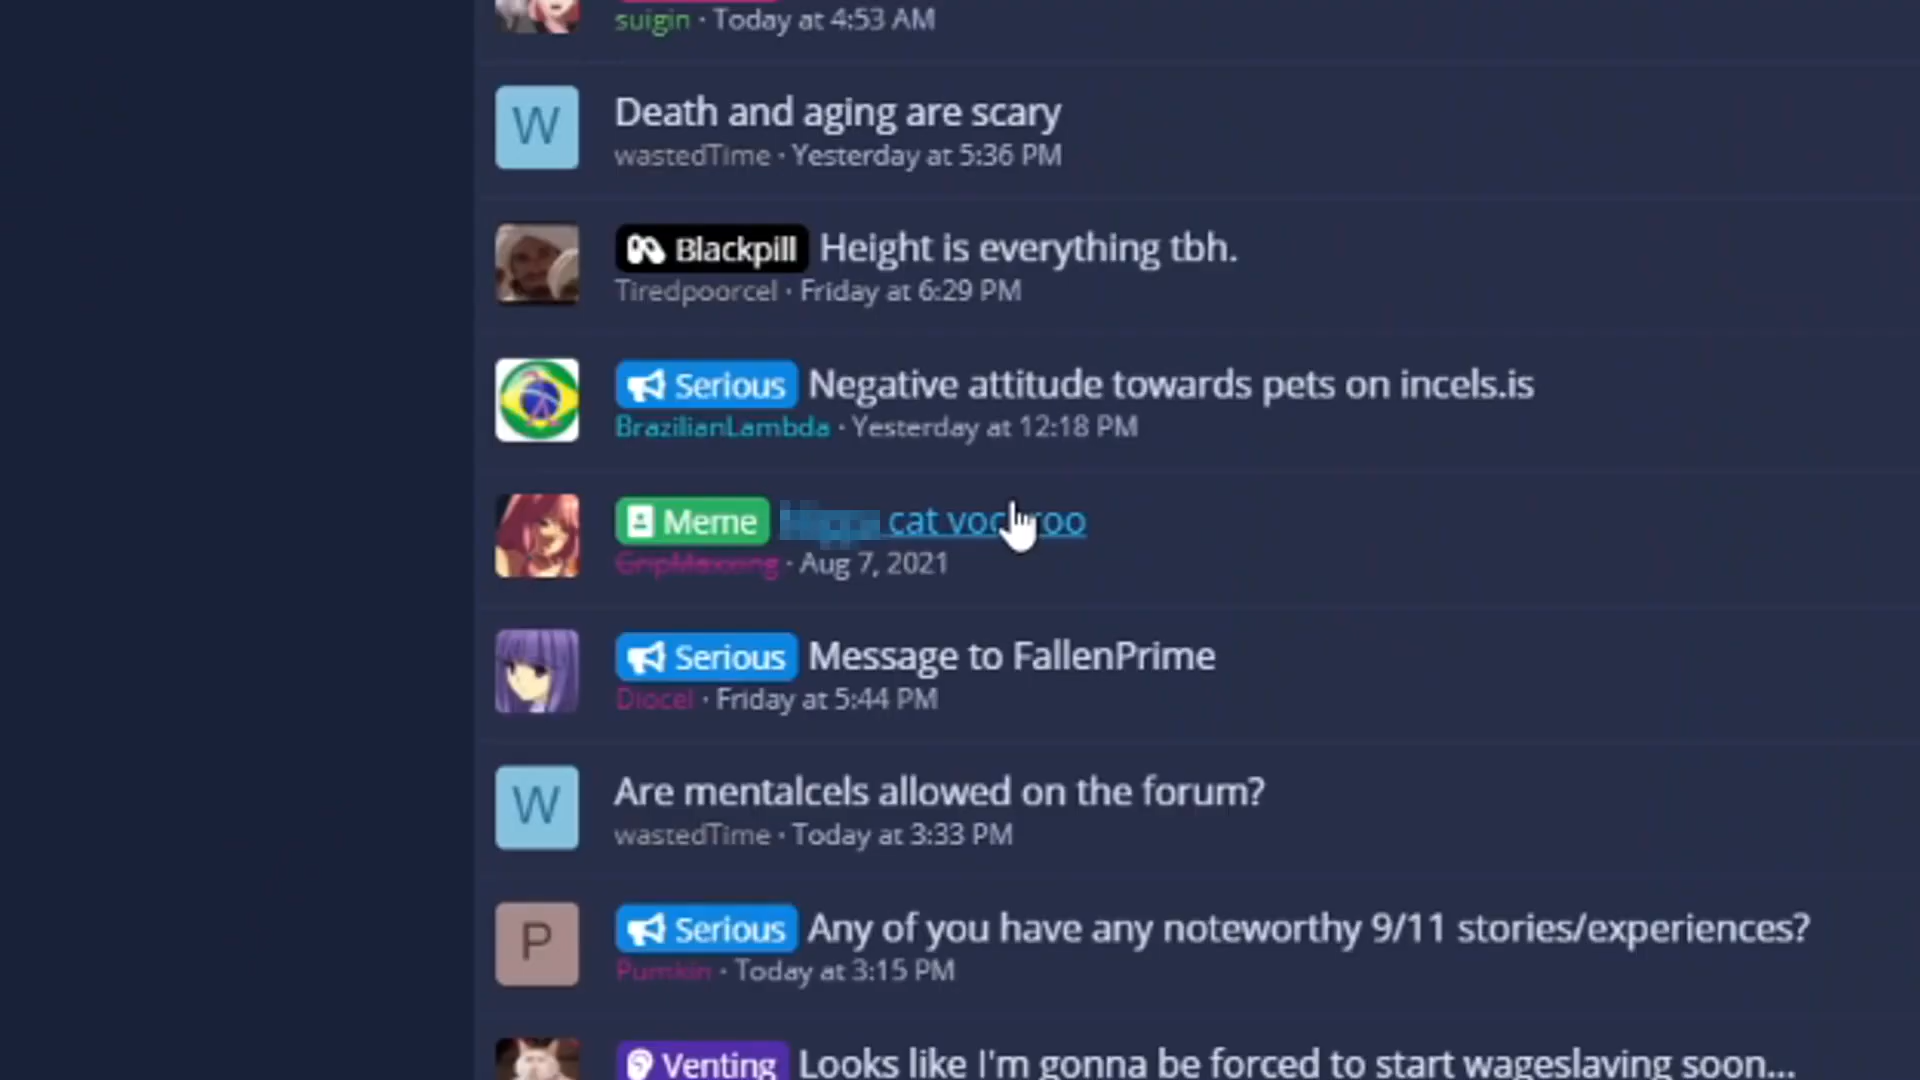 suigin · Today at 4:53 AM
W
Death and aging are scary
wastedTime · Yesterday at 5:36 PM
Blackpill Height is everything tbh.
Tiredpoorcel · Friday at 6:29 PM
Serious Negative attitude towards pets on incels.is
BrazilianLambda · Yesterday at 12:18 PM
Meme cat
GripMaxxing · Aug 7, 2021
Serious Message to FallenPrime
Diocel · Friday at 5:44 PM
W
Are mentalcels allowed on the forum?
wastedTime · Today at 3:33 PM
P
Serious Any of you have any noteworthy 9/11 stories/experiences?
Pumkin · Today at 3:15 PM
Venting Looks like I'm gonna be forced to start wageslaving soon...